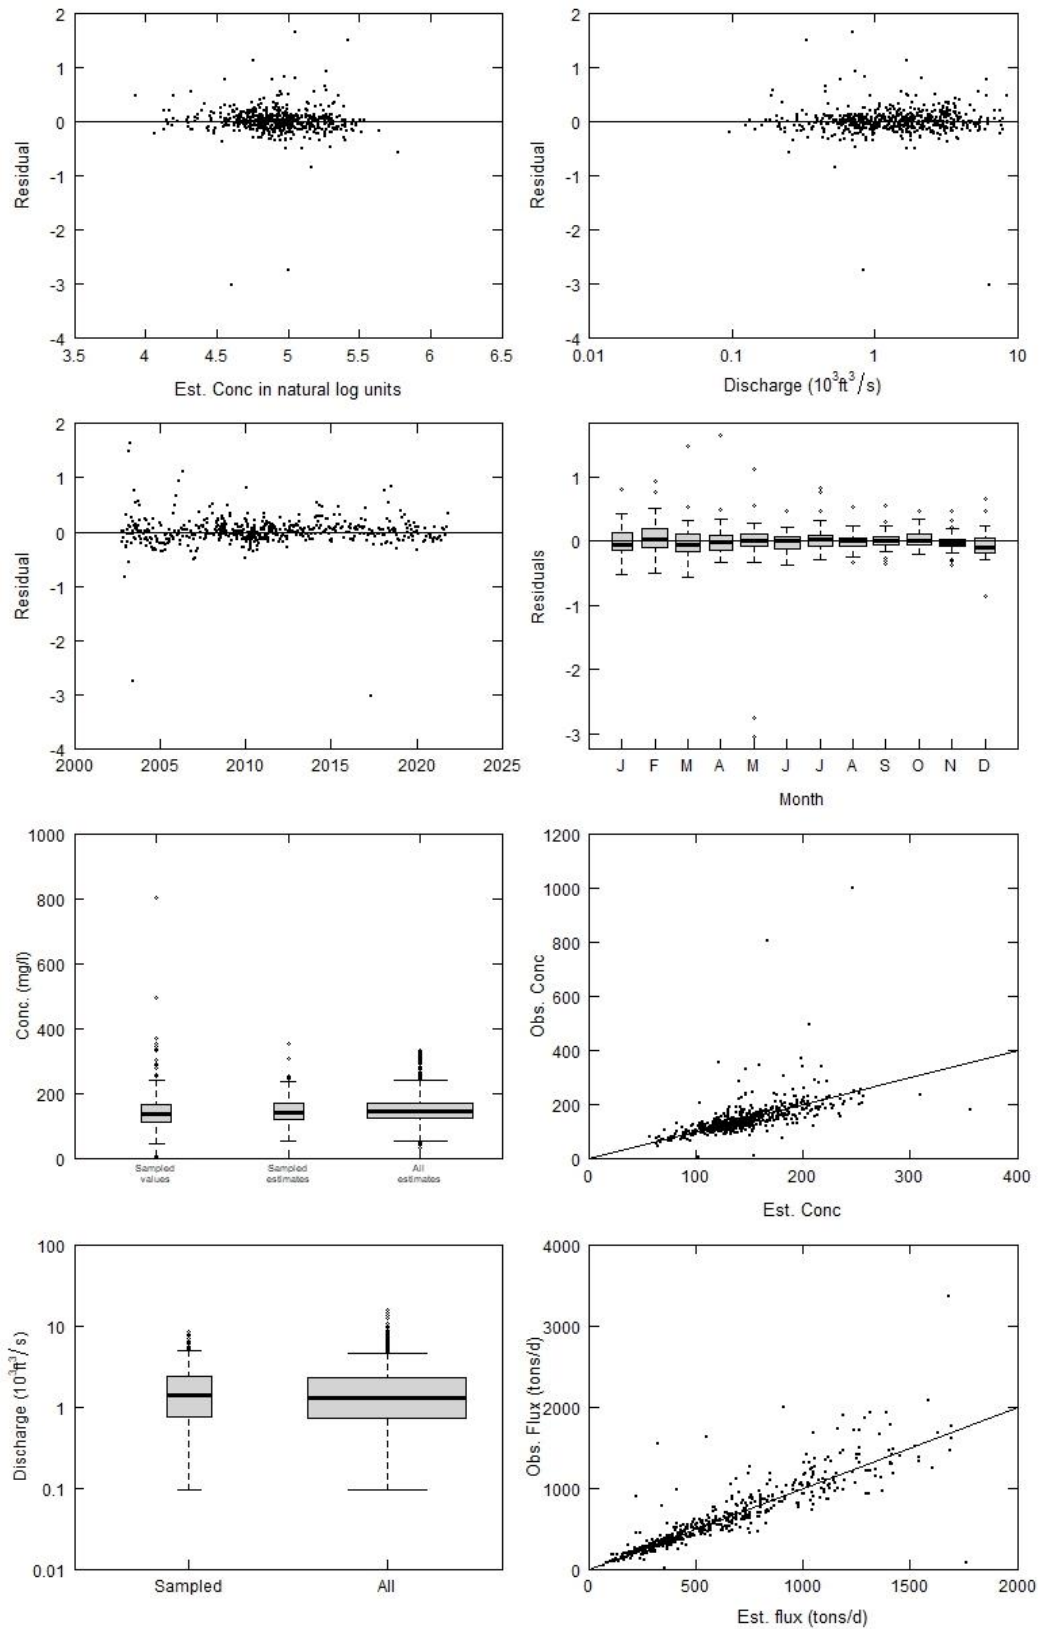 2
1
0
-1
-2
-3
-4
Residual
3.5 4 4.5 5 5.5 6 6.5
Est. Conc in natural log units
2
1
0
-1
-2
-3
-4
Residual
0.01 0.1 1 10
Discharge (10³ft³/s)
2
1
0
-1
-2
-3
-4
Residual
2000 2005 2010 2015 2020 2025
1
0
-1
-2
-3
Residuals
J F M A M J J A S O N D
Month
1000
800
600
400
200
0
Conc. (mg/l)
Sampled values
Sampled estimates
All estimates
1200
1000
800
600
400
200
0
Obs. Conc
0 100 200 300 400
Est. Conc
100
10
1
0.1
0.01
Discharge (10³ft³/s)
Sampled All
4000
3000
2000
1000
0
Obs. Flux (tons/d)
0 500 1000 1500 2000
Est. flux (tons/d)